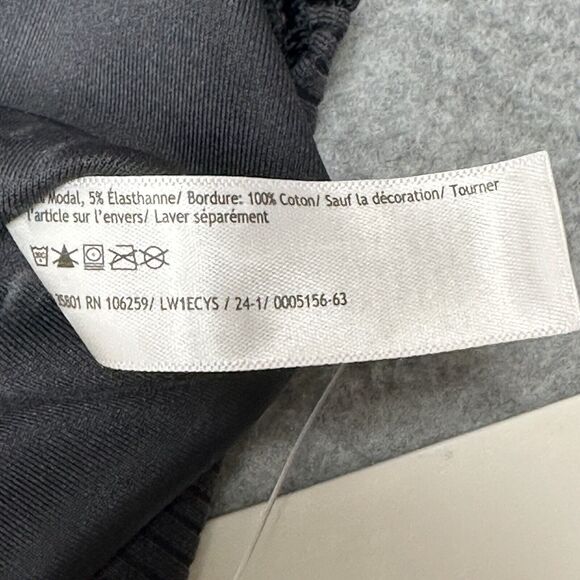 Modal, 5% Élasthanne/ Bordure: 100% Coton/ Sauf la décoration/ Tourner
l'article sur l'envers/ Laver séparément
RN 106259/ LW1ECYS / 24-1/ 0005156-63